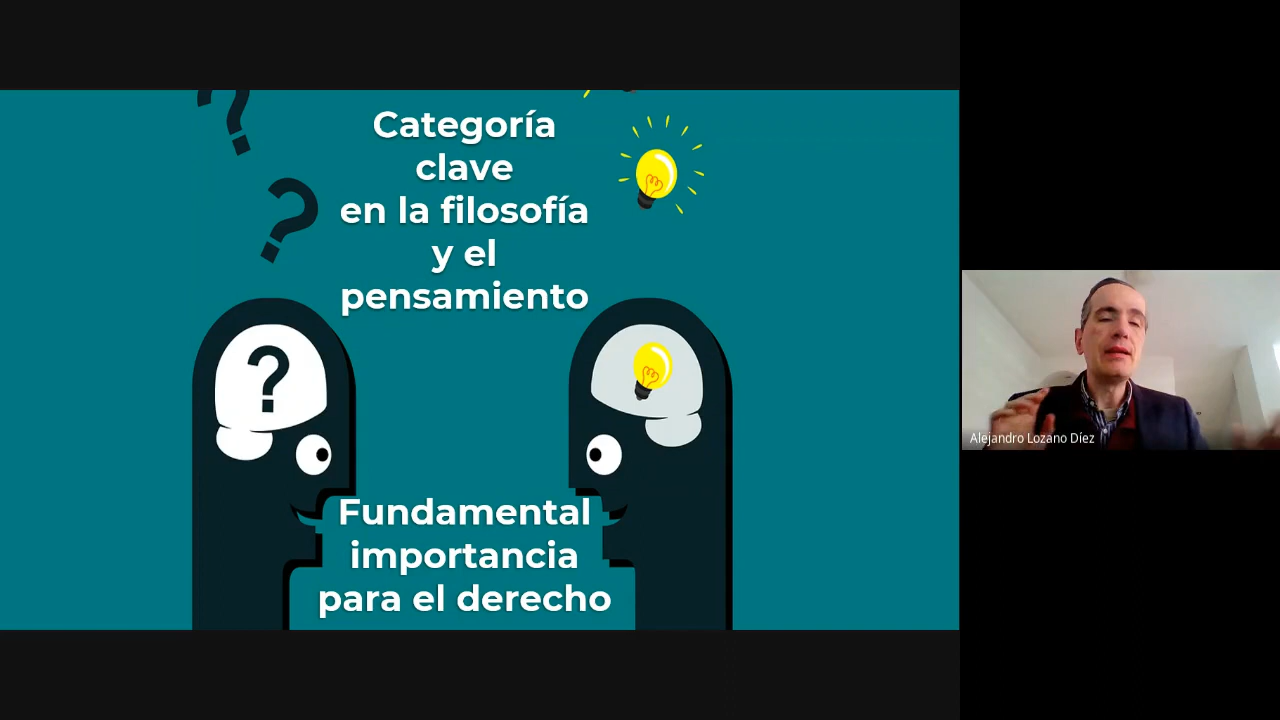 Categoría
clave
en la filosofía
y el
pensamiento
?
?
?
Fundamental
importancia
para el derecho
Alejandro Lozano Díez